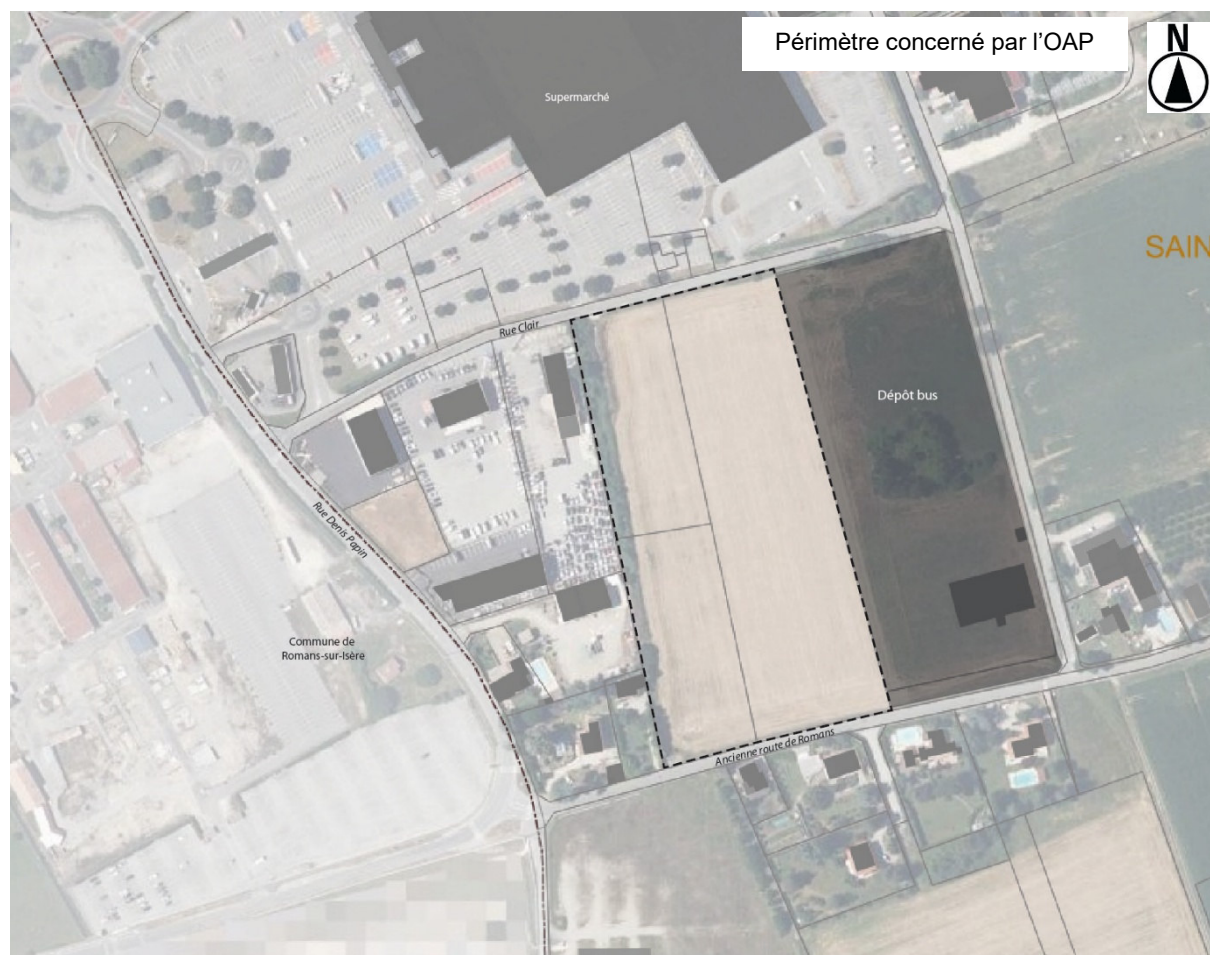 Périmètre concerné par l'OAP
N
Supermarché
SAIN
Rue Clair
Dépôt bus
Rue Denis Papin
Commune de
Romans-sur-Isère
Ancienne route de Romans